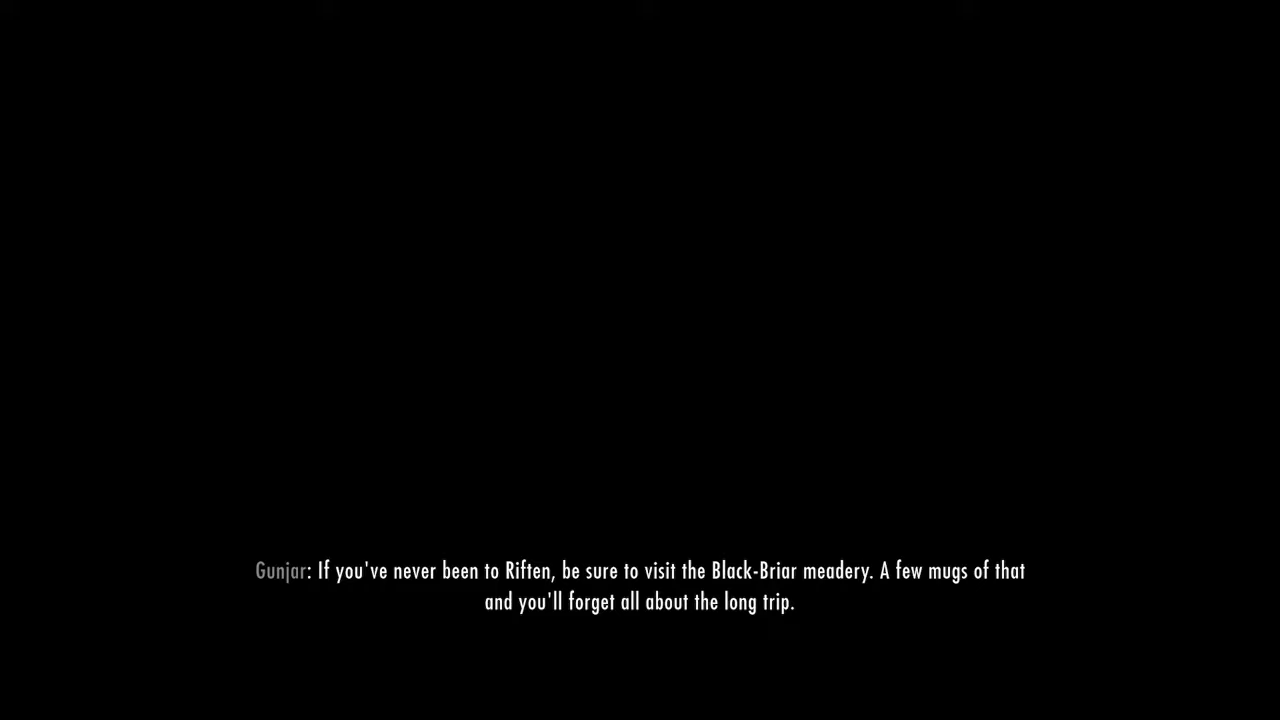 Gunjar: If you've never been to Riften, be sure to visit the Black-Briar meadery. A few mugs of that
and you'll forget all about the long trip.